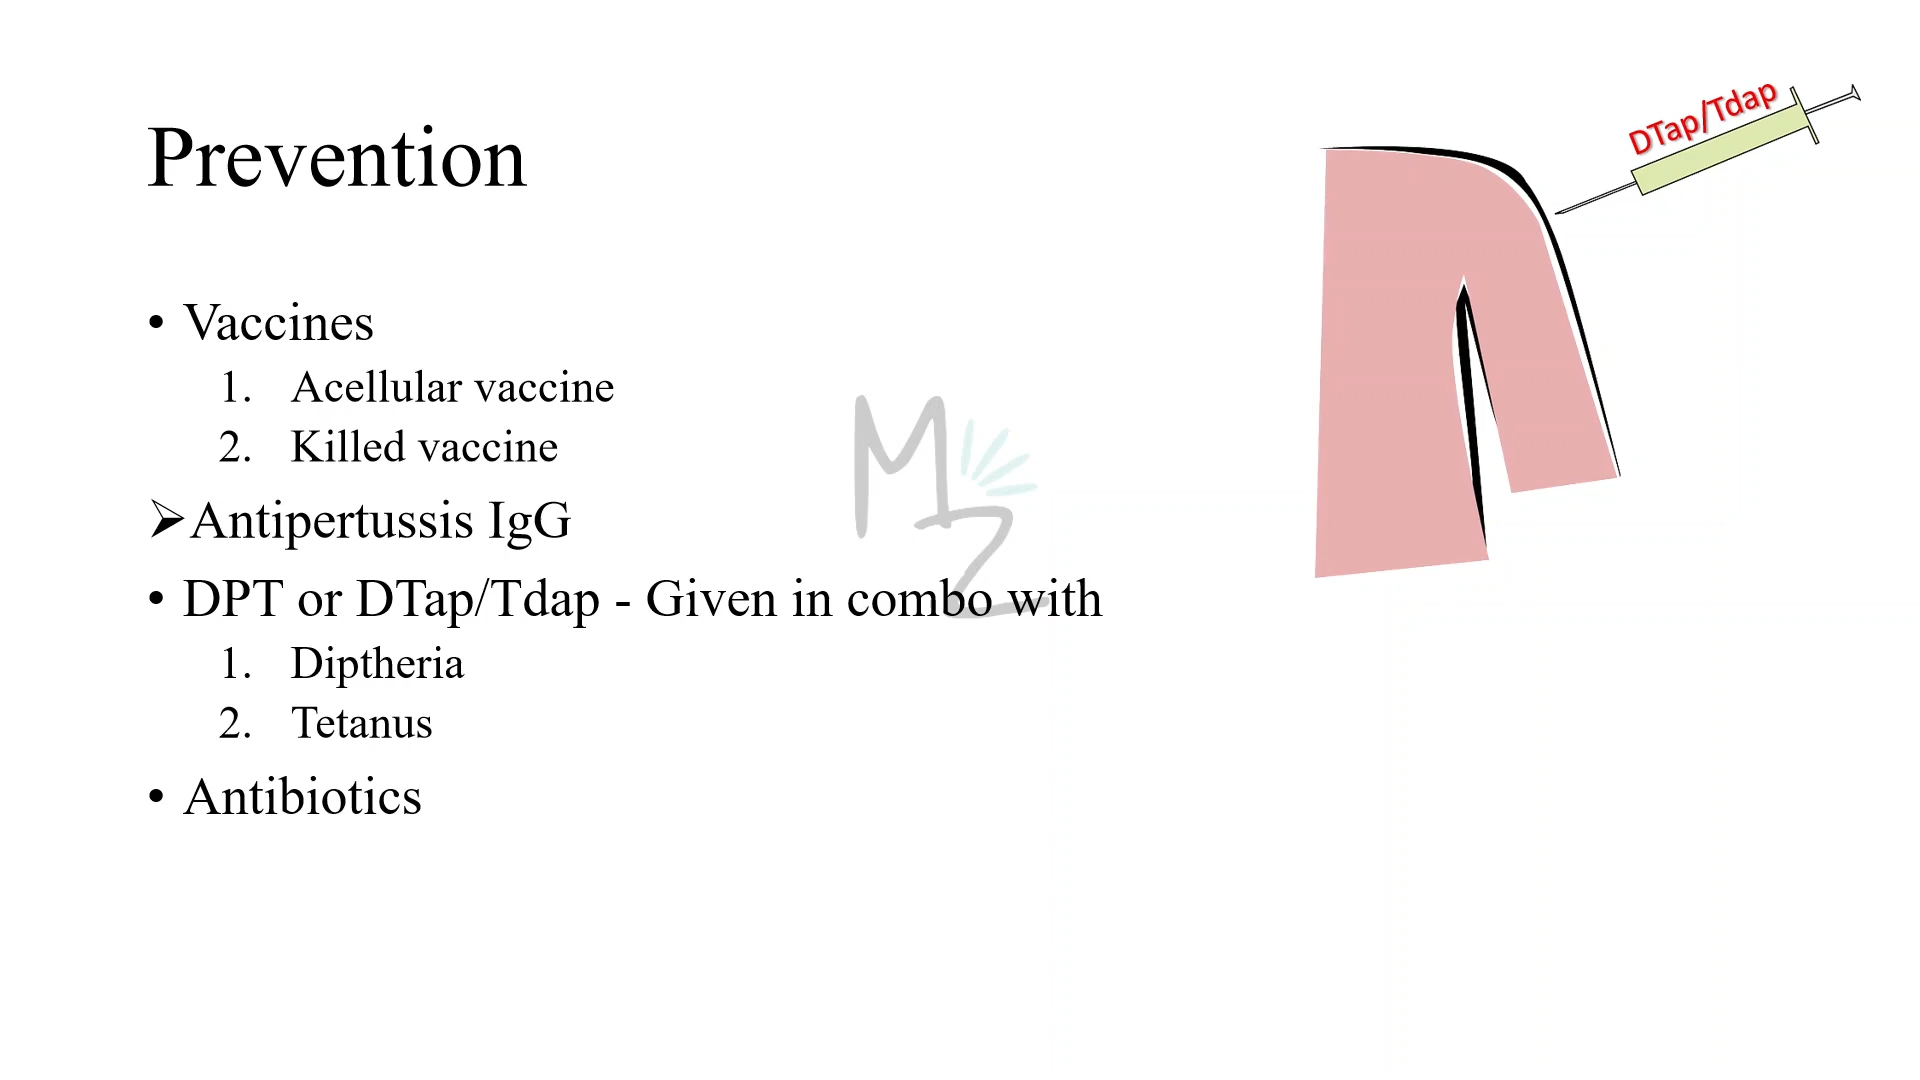 Prevention
DTap/Tdap
• Vaccines
1. Acellular vaccine
2. Killed vaccine
➢Antipertussis IgG
• DPT or DTap/Tdap - Given in combo with
1. Diptheria
2. Tetanus
• Antibiotics
MZ